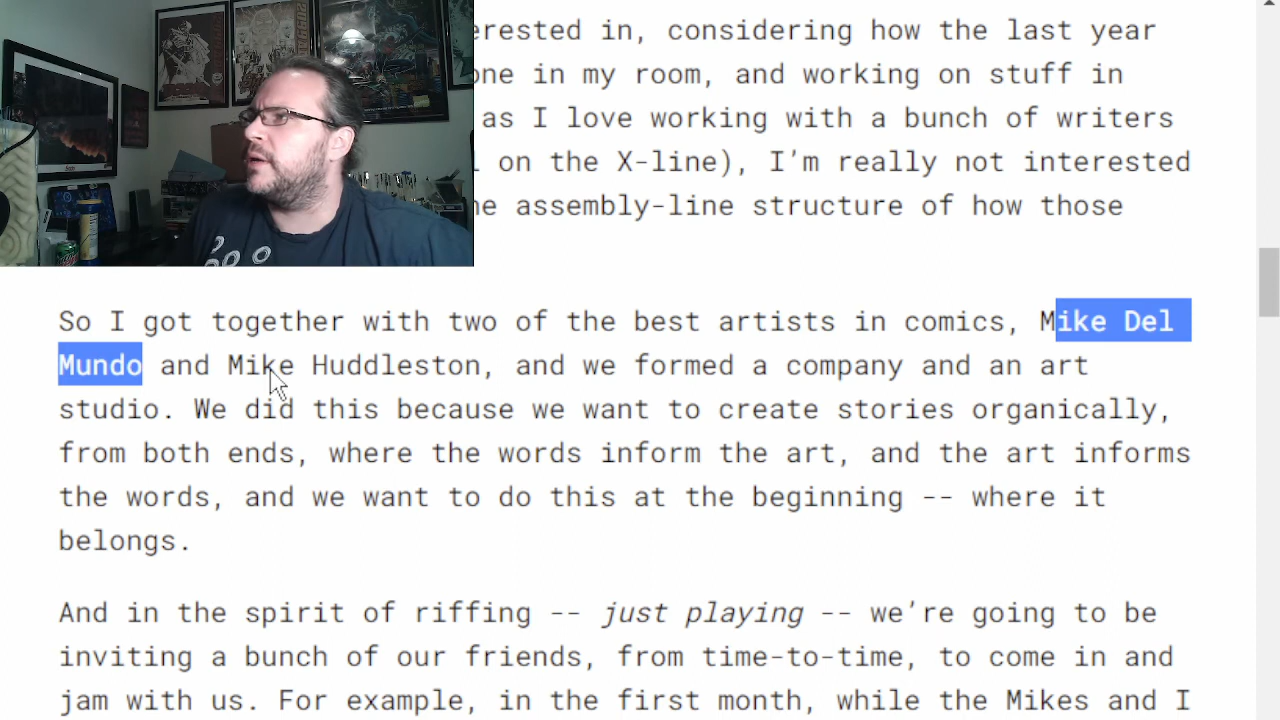 erested in, considering how the last year
one in my room, and working on stuff in
as I love working with a bunch of writers
on the X-line), I'm really not interested
e assembly-line structure of how those
So I got together with two of the best artists in comics, Mike Del
Mundo and Mike Huddleston, and we formed a company and an art
studio. We did this because we want to create stories organically,
from both ends, where the words inform the art, and the art informs
the words, and we want to do this at the beginning -- where it
belongs.
And in the spirit of riffing -- just playing -- we're going to be
inviting a bunch of our friends, from time-to-time, to come in and
jam with us. For example, in the first month, while the Mikes and I